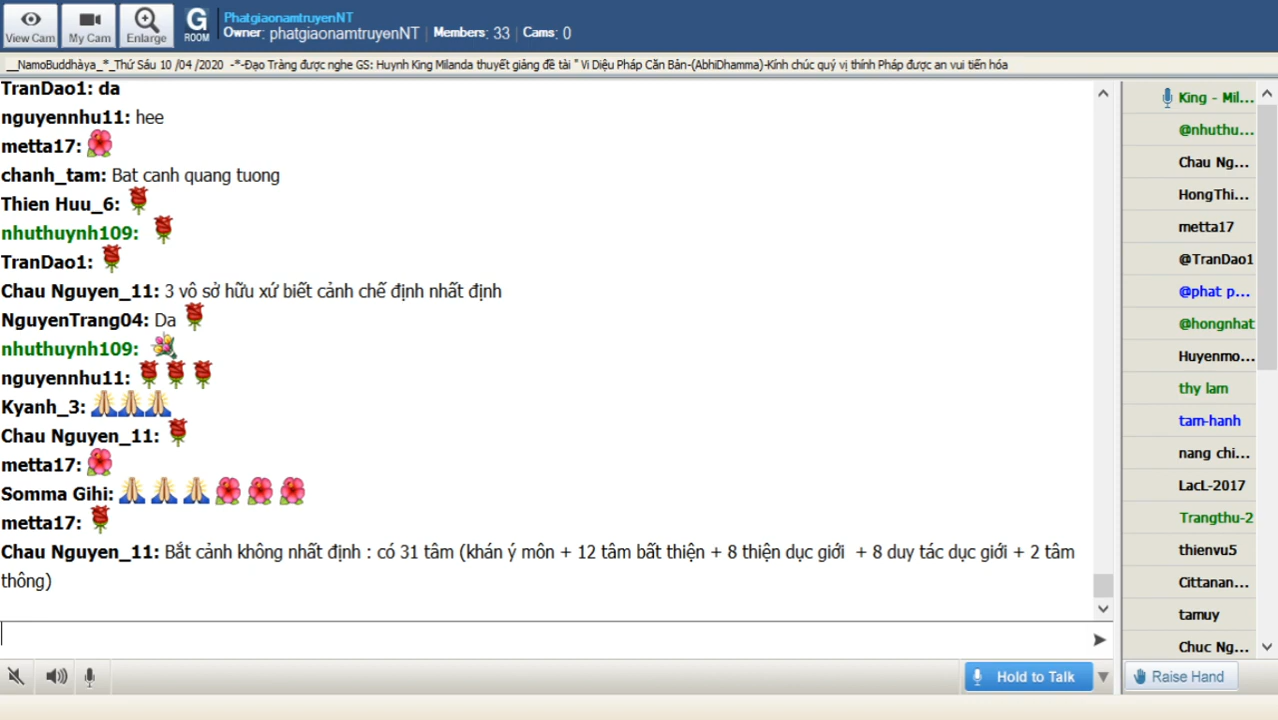 View Cam
My Cam
Enlarge
G
ROOM
PhatgiaonamtruyenNT
Owner: phatgiaonamtruyenNT | Members: 33 | Cams: 0
__NamoBuddhàya_*_Thứ Sáu 10 /04 /2020 -*-Đạo Tràng được nghe GS: Huynh King Milanda thuyết giảng đề tài " Vi Diệu Pháp Căn Bản-(AbhiDhamma)-Kính chúc quý vị thính Pháp được an vui tiến hóa
TranDao1: da
nguyennhu11: hee
metta17:
chanh_tam: Bat canh quang tuong
Thien Huu_6:
nhuthuynh109:
TranDao1:
Chau Nguyen_11: 3 vô sở hữu xứ biết cảnh chế định nhất định
NguyenTrang04: Da
nhuthuynh109:
nguyennhu11:
Kyanh_3:
Chau Nguyen_11:
metta17:
Somma Gihi:
metta17:
Chau Nguyen_11: Bắt cảnh không nhất định : có 31 tâm (khán ý môn + 12 tâm bất thiện + 8 thiện dục giới + 8 duy tác dục giới + 2 tâm
thông)
King - Mil...
@nhuthu...
Chau Ng...
HongThi...
metta17
@TranDao1
@phat p...
@hongnhat
Huyenmo...
thy lam
tam-hanh
nang chi...
LacL-2017
Trangthu-2
thienvu5
Cittanan...
tamuy
Chuc Ng...
Hold to Talk
Raise Hand